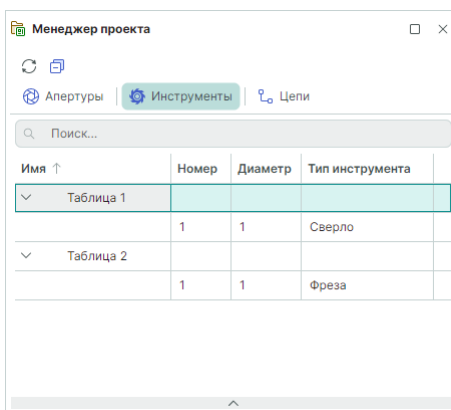 Менеджер проекта
Апертуры Инструменты Цепи
Поиск...
Имя ↑ Номер Диаметр Тип инструмента
Таблица 1
1 1 Сверло
Таблица 2
1 1 Фреза